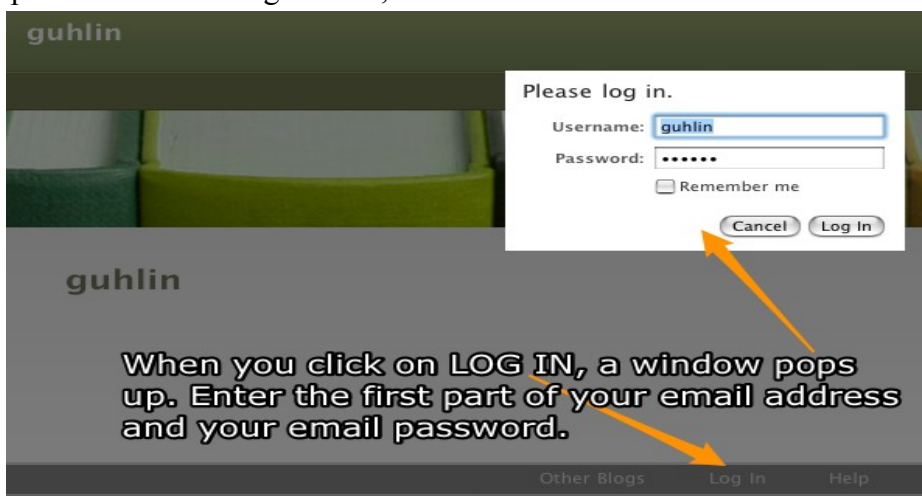 guhlin
Please log in.
Username: guhlin
Password: ••••••
Remember me
Cancel Log In
guhlin
When you click on LOG IN, a window pops
up. Enter the first part of your email address
and your email password.
Other Blogs Log In Help